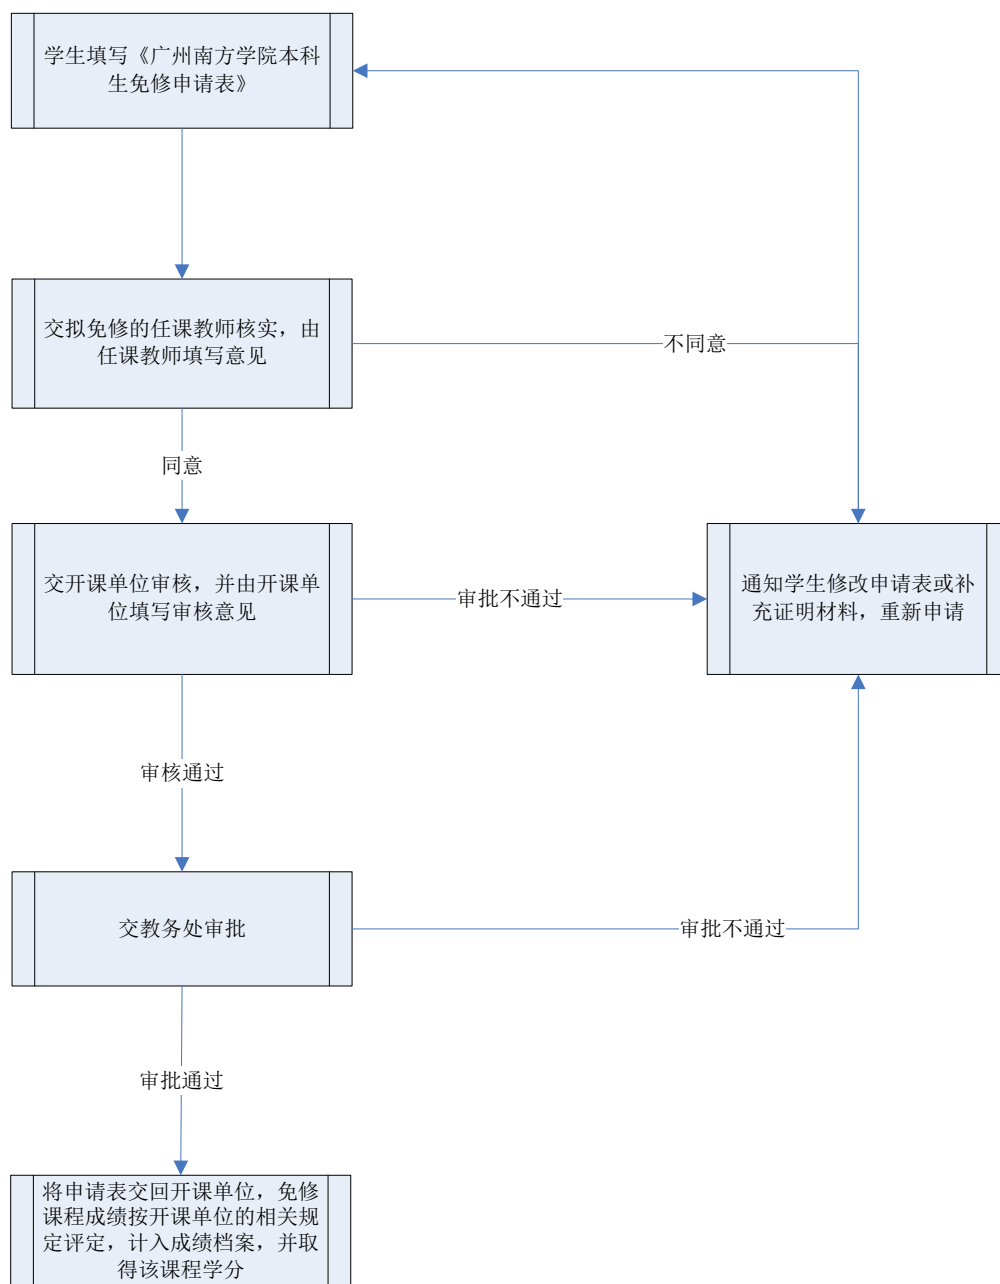 学生填写《广州南方学院本科
生免修申请表》
交拟免修的任课教师核实，由
任课教师填写意见
不同意
同意
交开课单位审核，并由开课单
位填写审核意见
审批不通过
通知学生修改申请表或补
充证明材料，重新申请
审核通过
交教务处审批
审批不通过
审批通过
将申请表交回开课单位，免修
课程成绩按开课单位的相关规
定评定，计入成绩档案，并取
得该课程学分